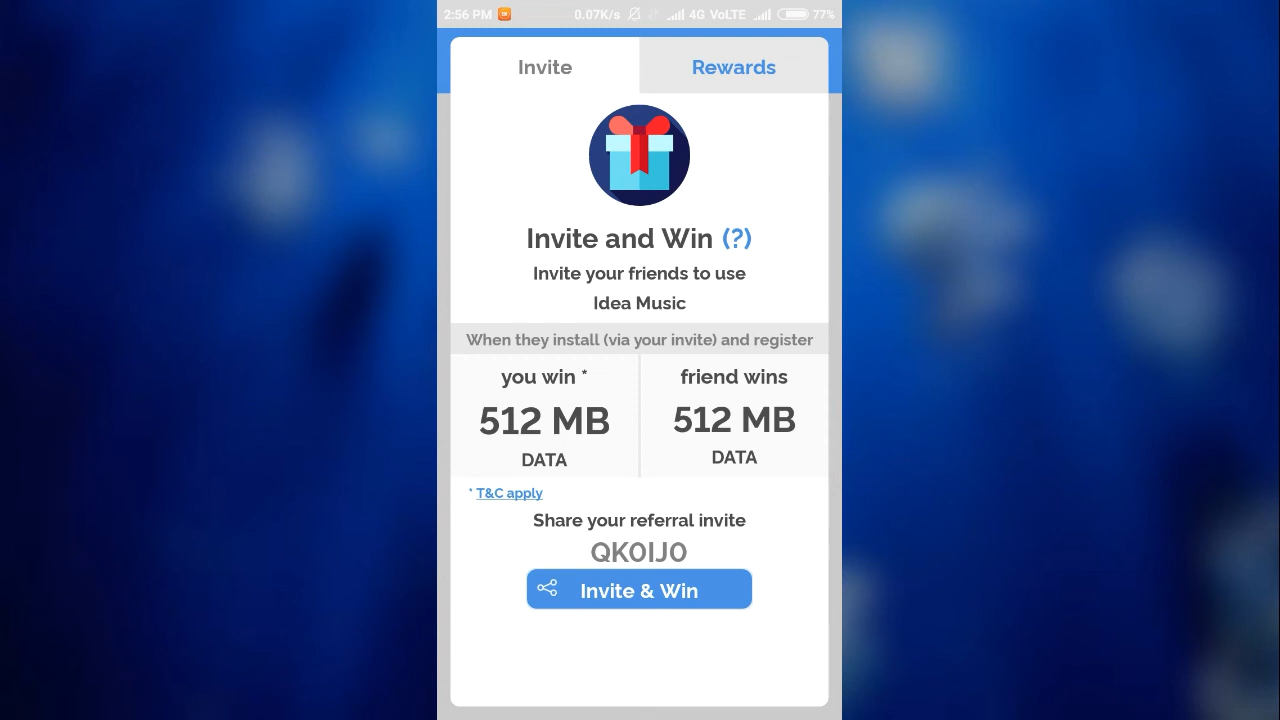 2:56 PM 0.07K/s 4G VoLTE 77%
Invite Rewards
Invite and Win (?)
Invite your friends to use
Idea Music
When they install (via your invite) and register
you win * friend wins
512 MB 512 MB
DATA DATA
* T&C apply
Share your referral invite
QK0IJ0
Invite & Win